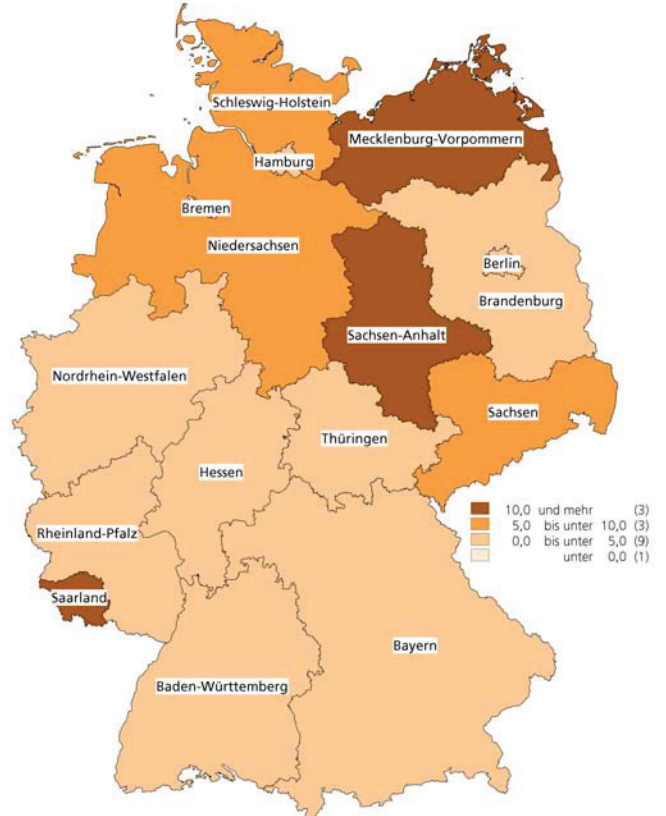 Schleswig-Holstein
Mecklenburg-Vorpommern
Hamburg
Bremen
Niedersachsen
Berlin
Brandenburg
Sachsen-Anhalt
Nordrhein-Westfalen
Sachsen
Thüringen
Hessen
10,0 und mehr (3)
5,0 bis unter 10,0 (3)
0,0 bis unter 5,0 (9)
unter 0,0 (1)
Rheinland-Pfalz
Saarland
Bayern
Baden-Württemberg